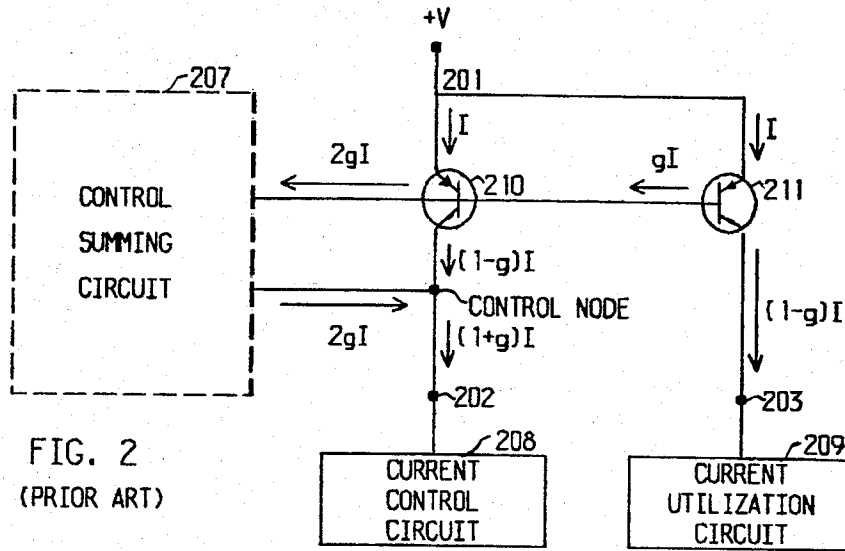 +V
207
201
I
I
2gI
gI
210
211
CONTROL
SUMMING
CIRCUIT
(1-g)I
CONTROL NODE
2gI
(1+g)I
(1-g)I
202
203
FIG. 2
(PRIOR ART)
208
209
CURRENT
CONTROL
CIRCUIT
CURRENT
UTILIZATION
CIRCUIT